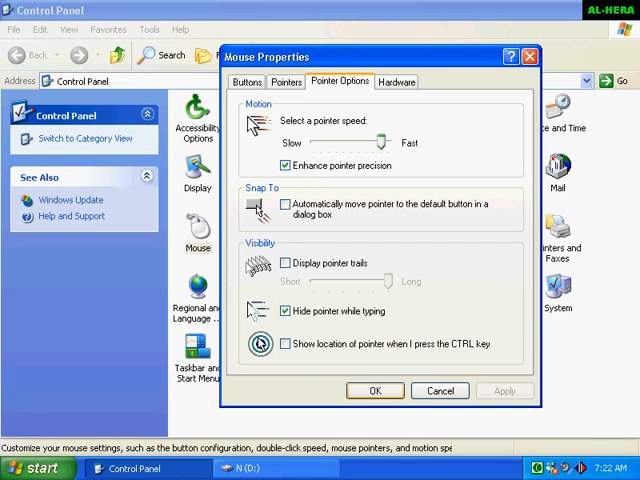 Control Panel
AL-HERA
File Edit View Favorites Tools Help
Back
Search
Address Control Panel
Go
Control Panel
Switch to Category View
See Also
Windows Update
Help and Support
Accessibility
Options
Display
Mouse
Regional and
Language ...
Taskbar and
Start Menu
Mouse Properties
Buttons Pointers Pointer Options Hardware
Motion
Select a pointer speed:
Slow Fast
Enhance pointer precision
Snap To
Automatically move pointer to the default button in a
dialog box
Visibility
Display pointer trails
Short Long
Hide pointer while typing
Show location of pointer when I press the CTRL key
OK Cancel Apply
e and Time
Mail
inters and
Faxes
System
Customize your mouse settings, such as the button configuration, double-click speed, mouse pointers, and motion spe
start Control Panel N (D:) 7:22 AM